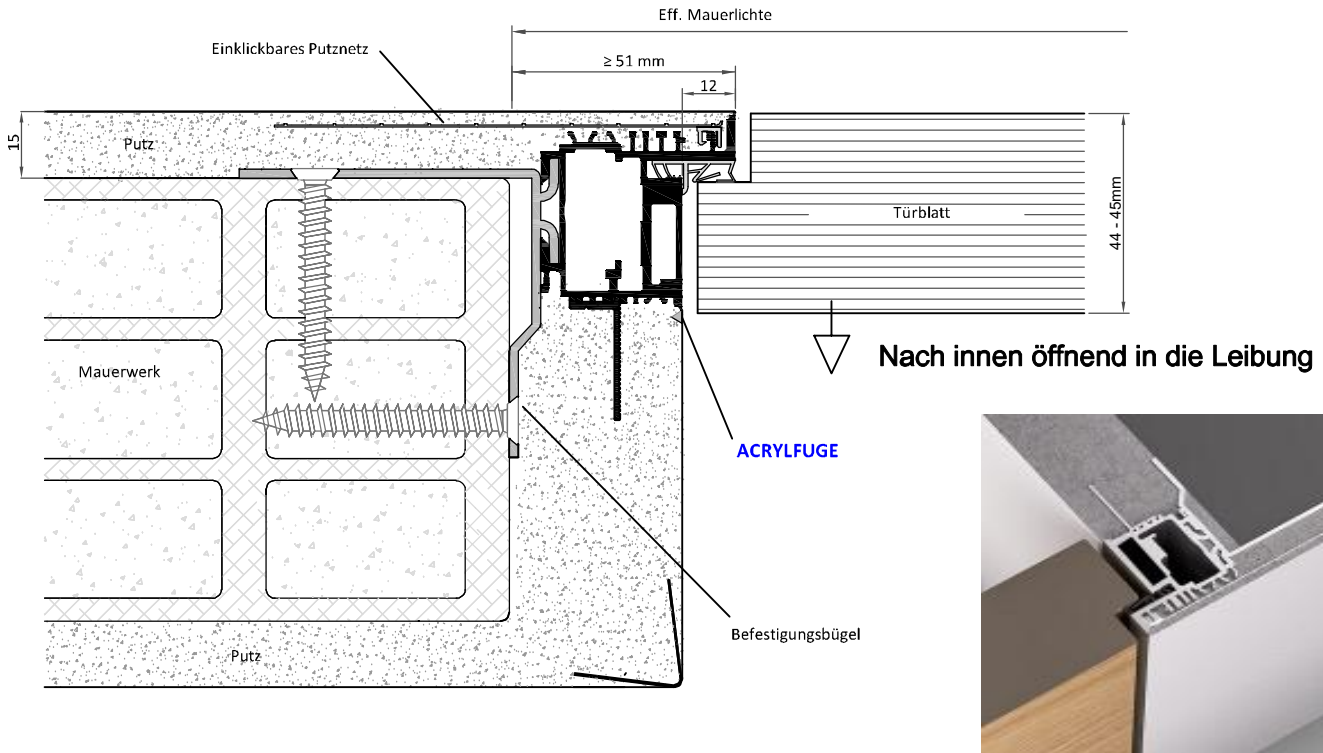 Eff. Mauerlichte
Einklickbares Putznetz
≥ 51 mm
12
15
Putz
Türblatt
44 - 45mm
Nach innen öffnend in die Leibung
Mauerwerk
ACRYLFUGE
Befestigungsbügel
Putz